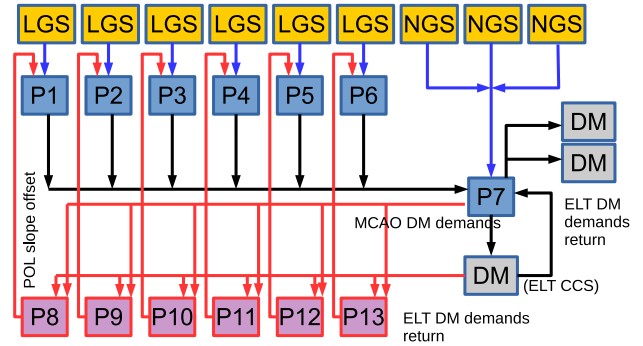 LGS LGS LGS LGS LGS LGS NGS NGS NGS
P1 P2 P3 P4 P5 P6
DM
DM
P7
POL slope offset
MCAO DM demands
ELT DM
demands
return
DM
(ELT CCS)
P8 P9 P10 P11 P12 P13
ELT DM demands
return